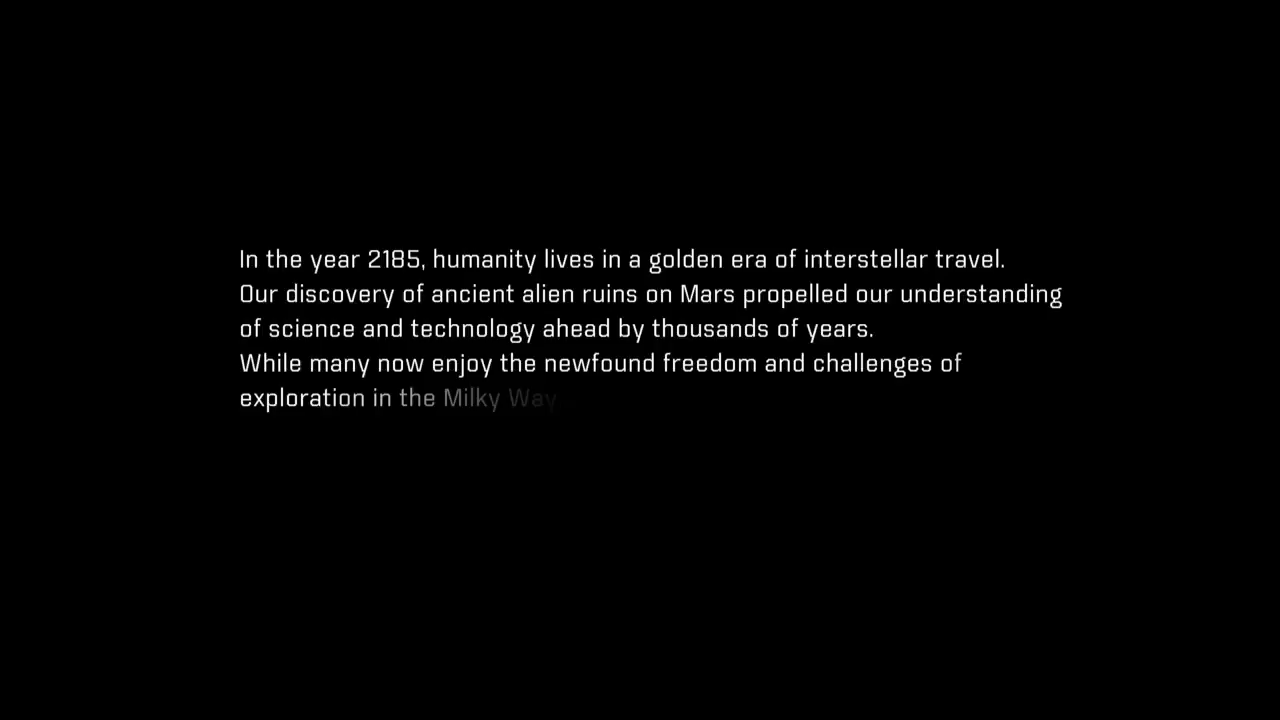 In the year 2185, humanity lives in a golden era of interstellar travel.
Our discovery of ancient alien ruins on Mars propelled our understanding
of science and technology ahead by thousands of years.
While many now enjoy the newfound freedom and challenges of
exploration in the Milky Way...